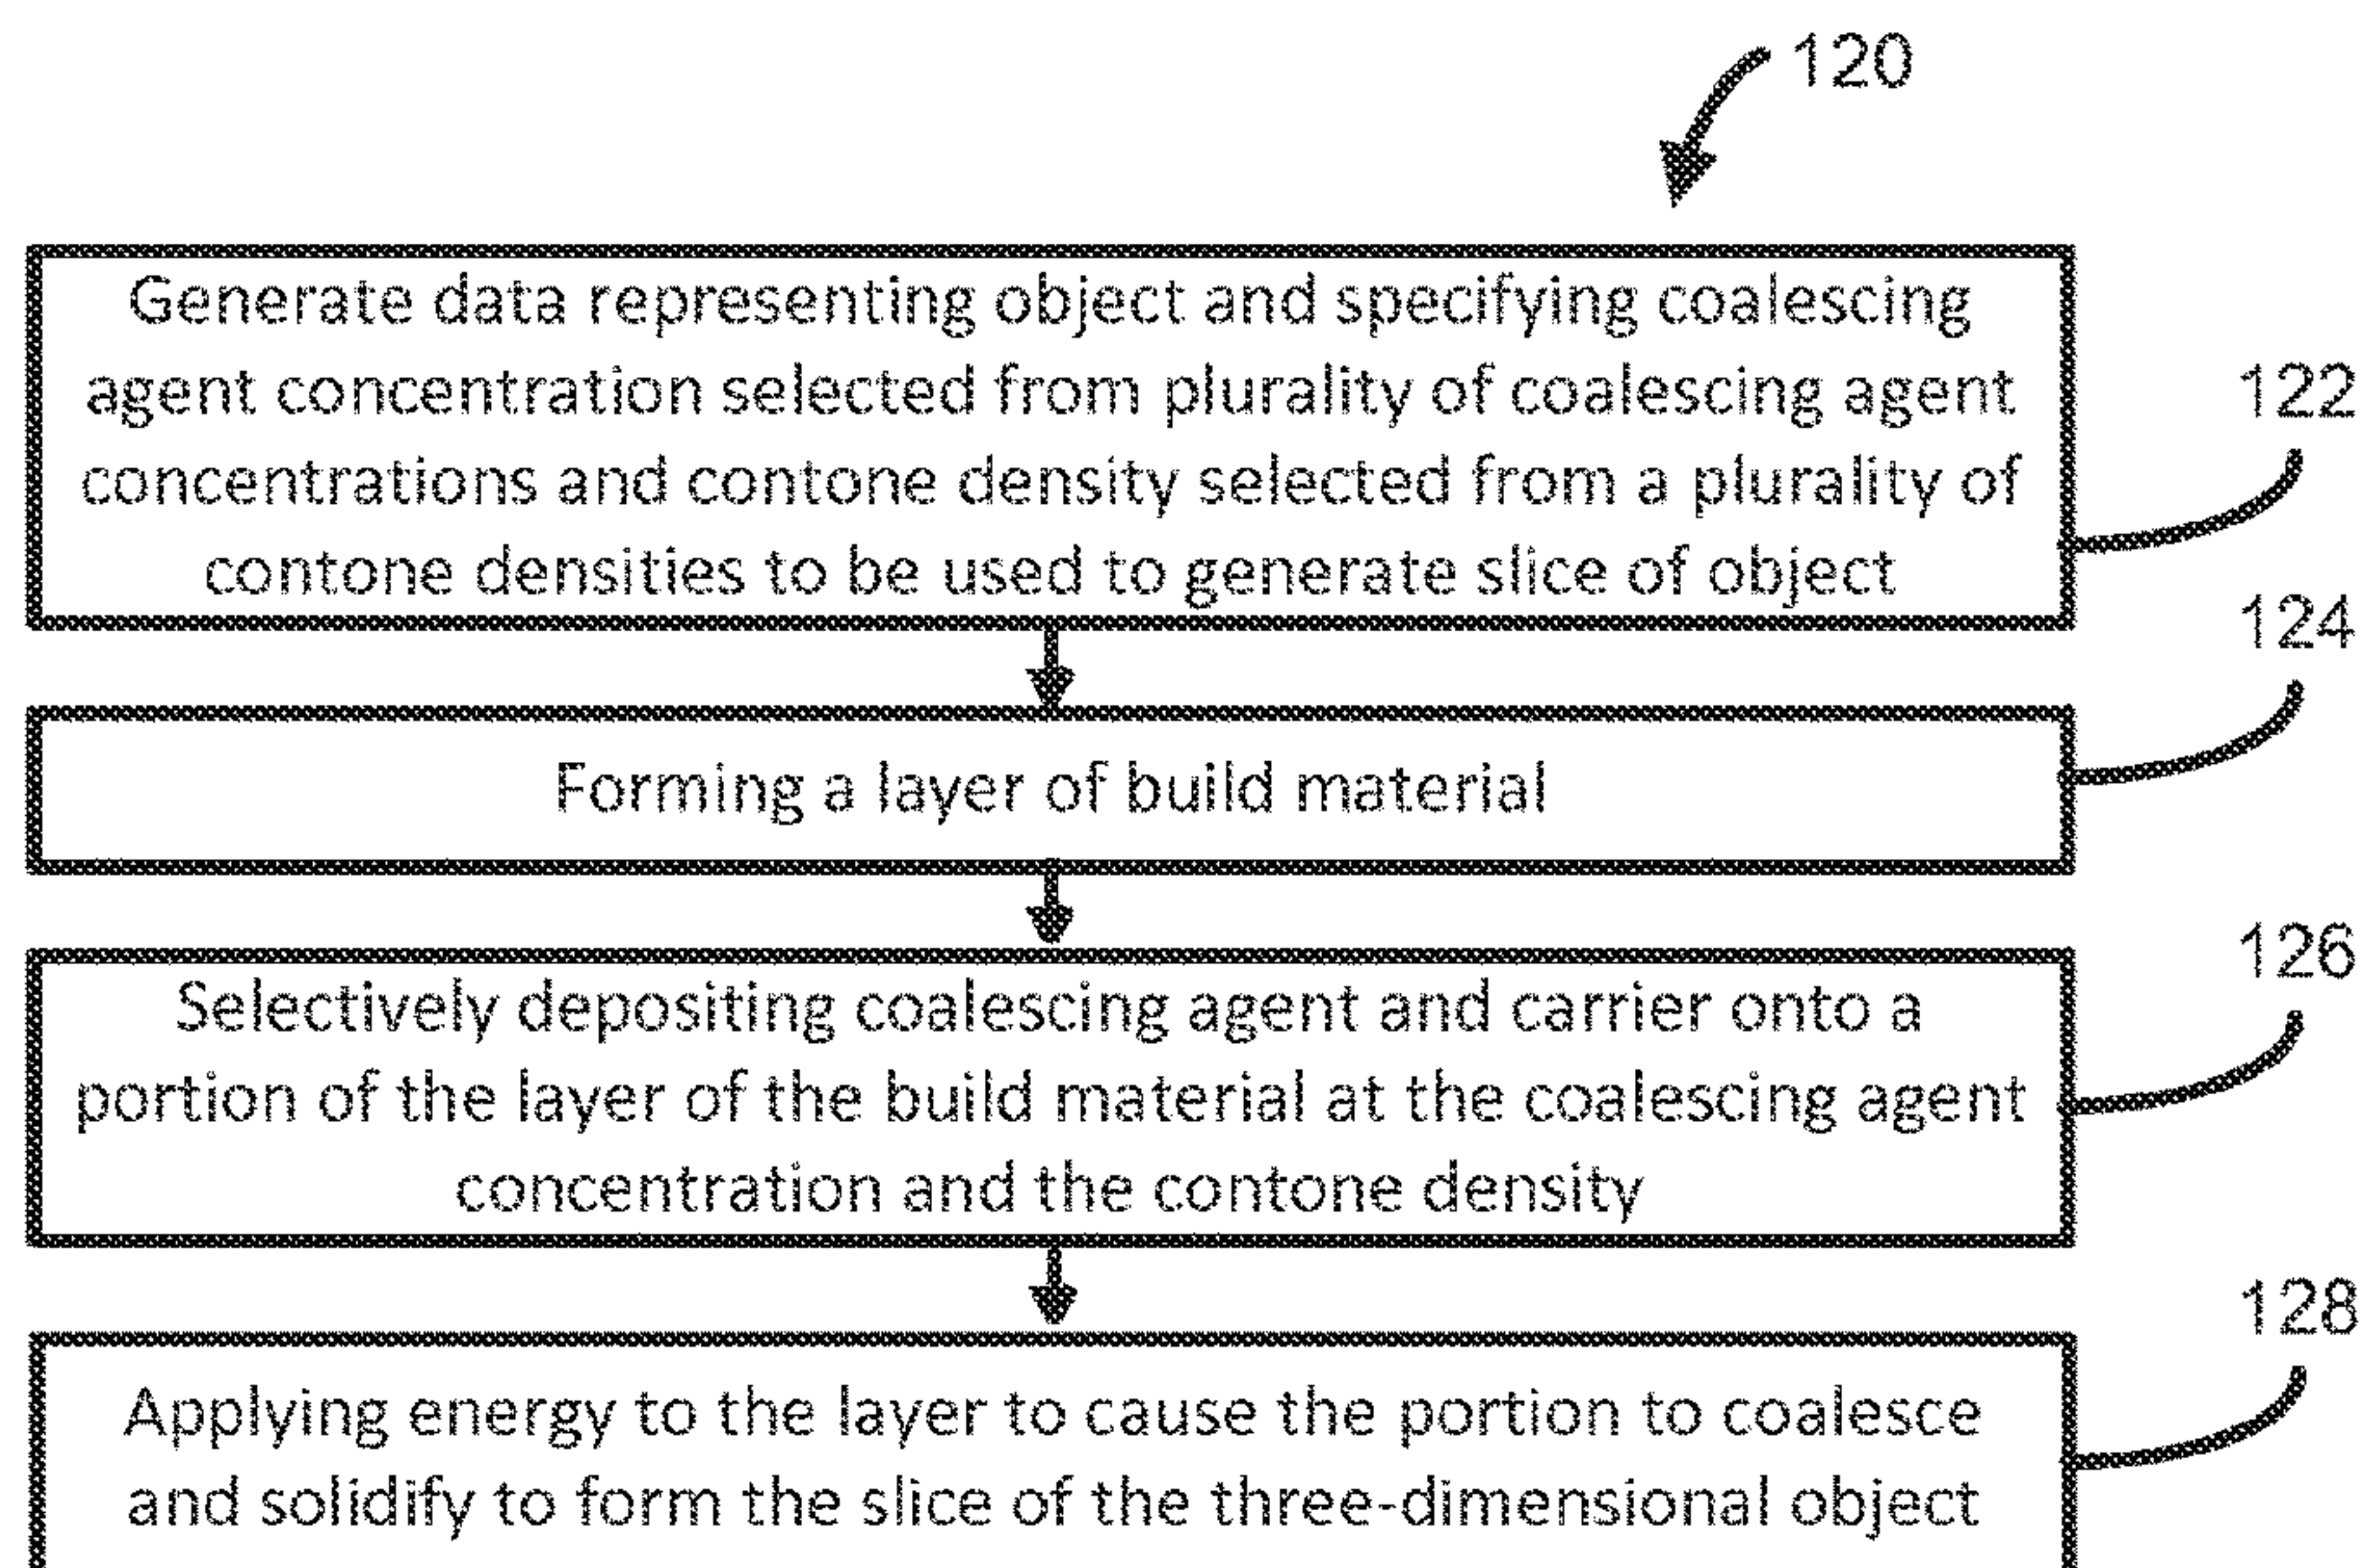 120
Generate data representing object and specifying coalescing
agent concentration selected from plurality of coalescing agent
concentrations and contone density selected from a plurality of
contone densities to be used to generate slice of object
122
124
Forming a layer of build material
126
Selectively depositing coalescing agent and carrier onto a
portion of the layer of the build material at the coalescing agent
concentration and the contone density
128
Applying energy to the layer to cause the portion to coalesce
and solidify to form the slice of the three-dimensional object